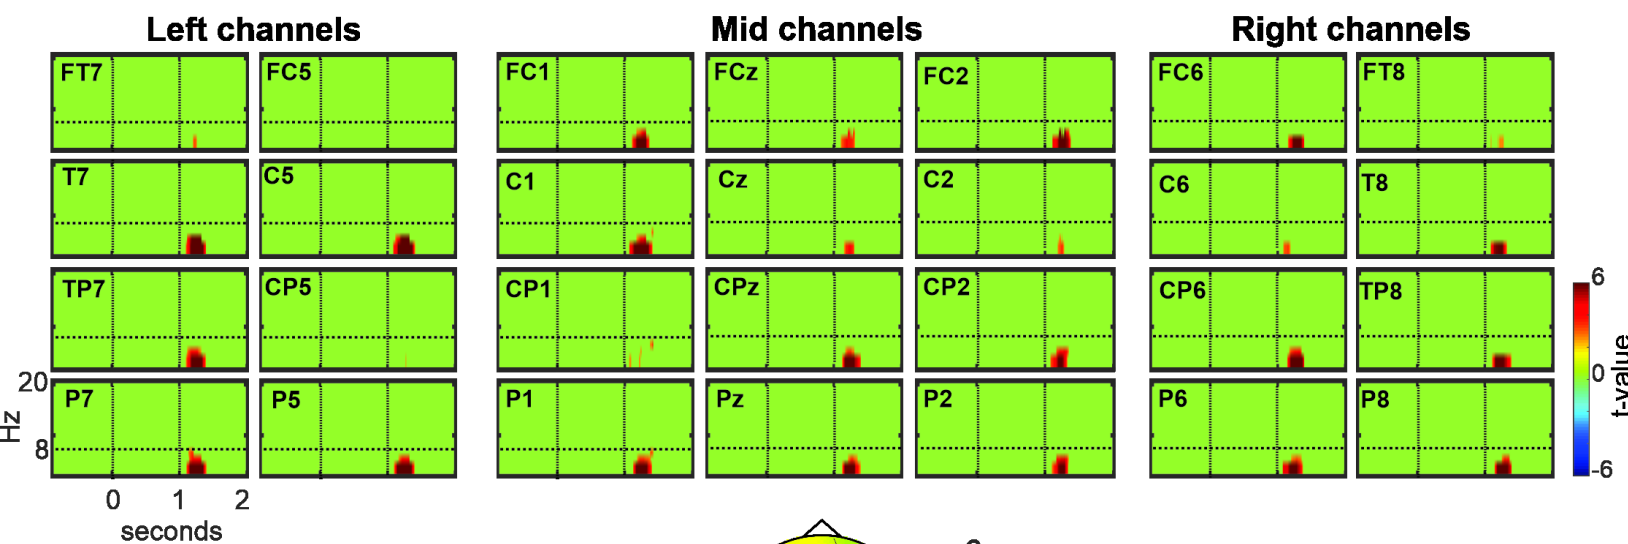 Left channels Mid channels Right channels
FT7 FC5 FC1 FCz FC2 FC6 FT8
T7 C5 C1 Cz C2 C6 T8
TP7 CP5 CP1 CPz CP2 CP6 TP8
6
20
0
t-value
P7 P5 P1 Pz P2 P6 P8
Hz
8
-6
0 1 2
seconds